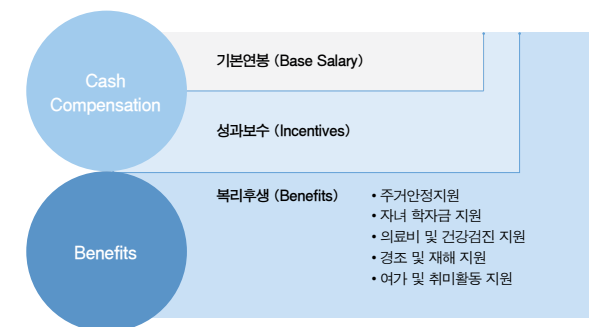 Cash
Compensation
기본연봉 (Base Salary)
성과보수 (Incentives)
Benefits
복리후생 (Benefits)
• 주거안정지원
• 자녀 학자금 지원
• 의료비 및 건강검진 지원
• 경조 및 재해 지원
• 여가 및 취미활동 지원